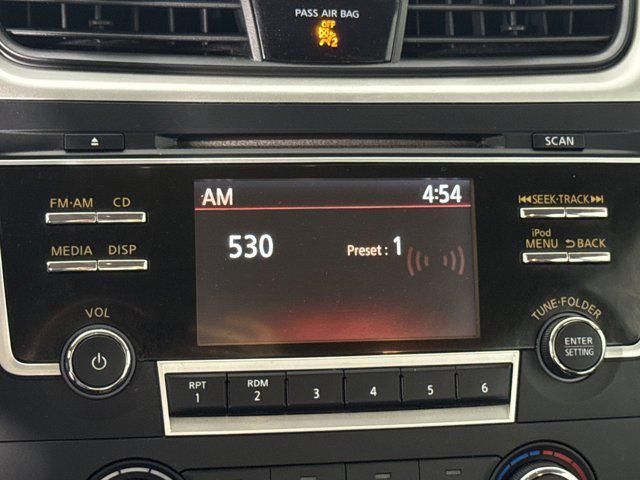 PASS AIR BAG
OFF
2
SCAN
FM·AM CD
AM 4:54
SEEK·TRACK
530 Preset : 1
MEDIA DISP
iPod
MENU BACK
VOL
TUNE·FOLDER
ENTER
SETTING
RPT
1
RDM
2
3
4
5
6